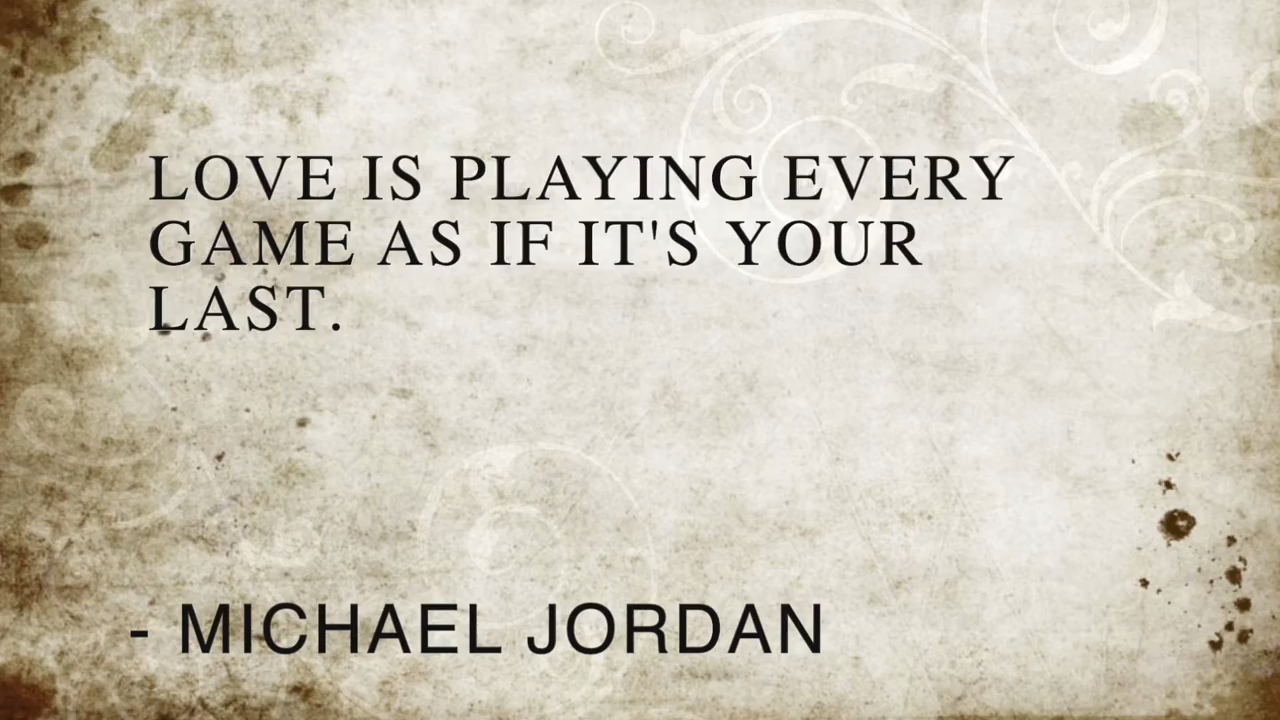 LOVE IS PLAYING EVERY
GAME AS IF IT'S YOUR
LAST.
- MICHAEL JORDAN